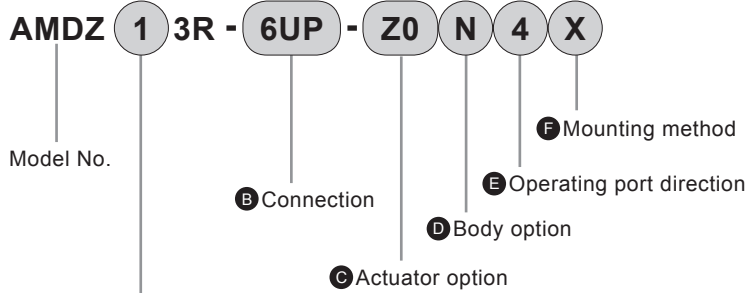 AMDZ 1 3R - 6UP - Z0 N 4 X
F Mounting method
Model No.
E Operating port direction
B Connection
D Body option
C Actuator option